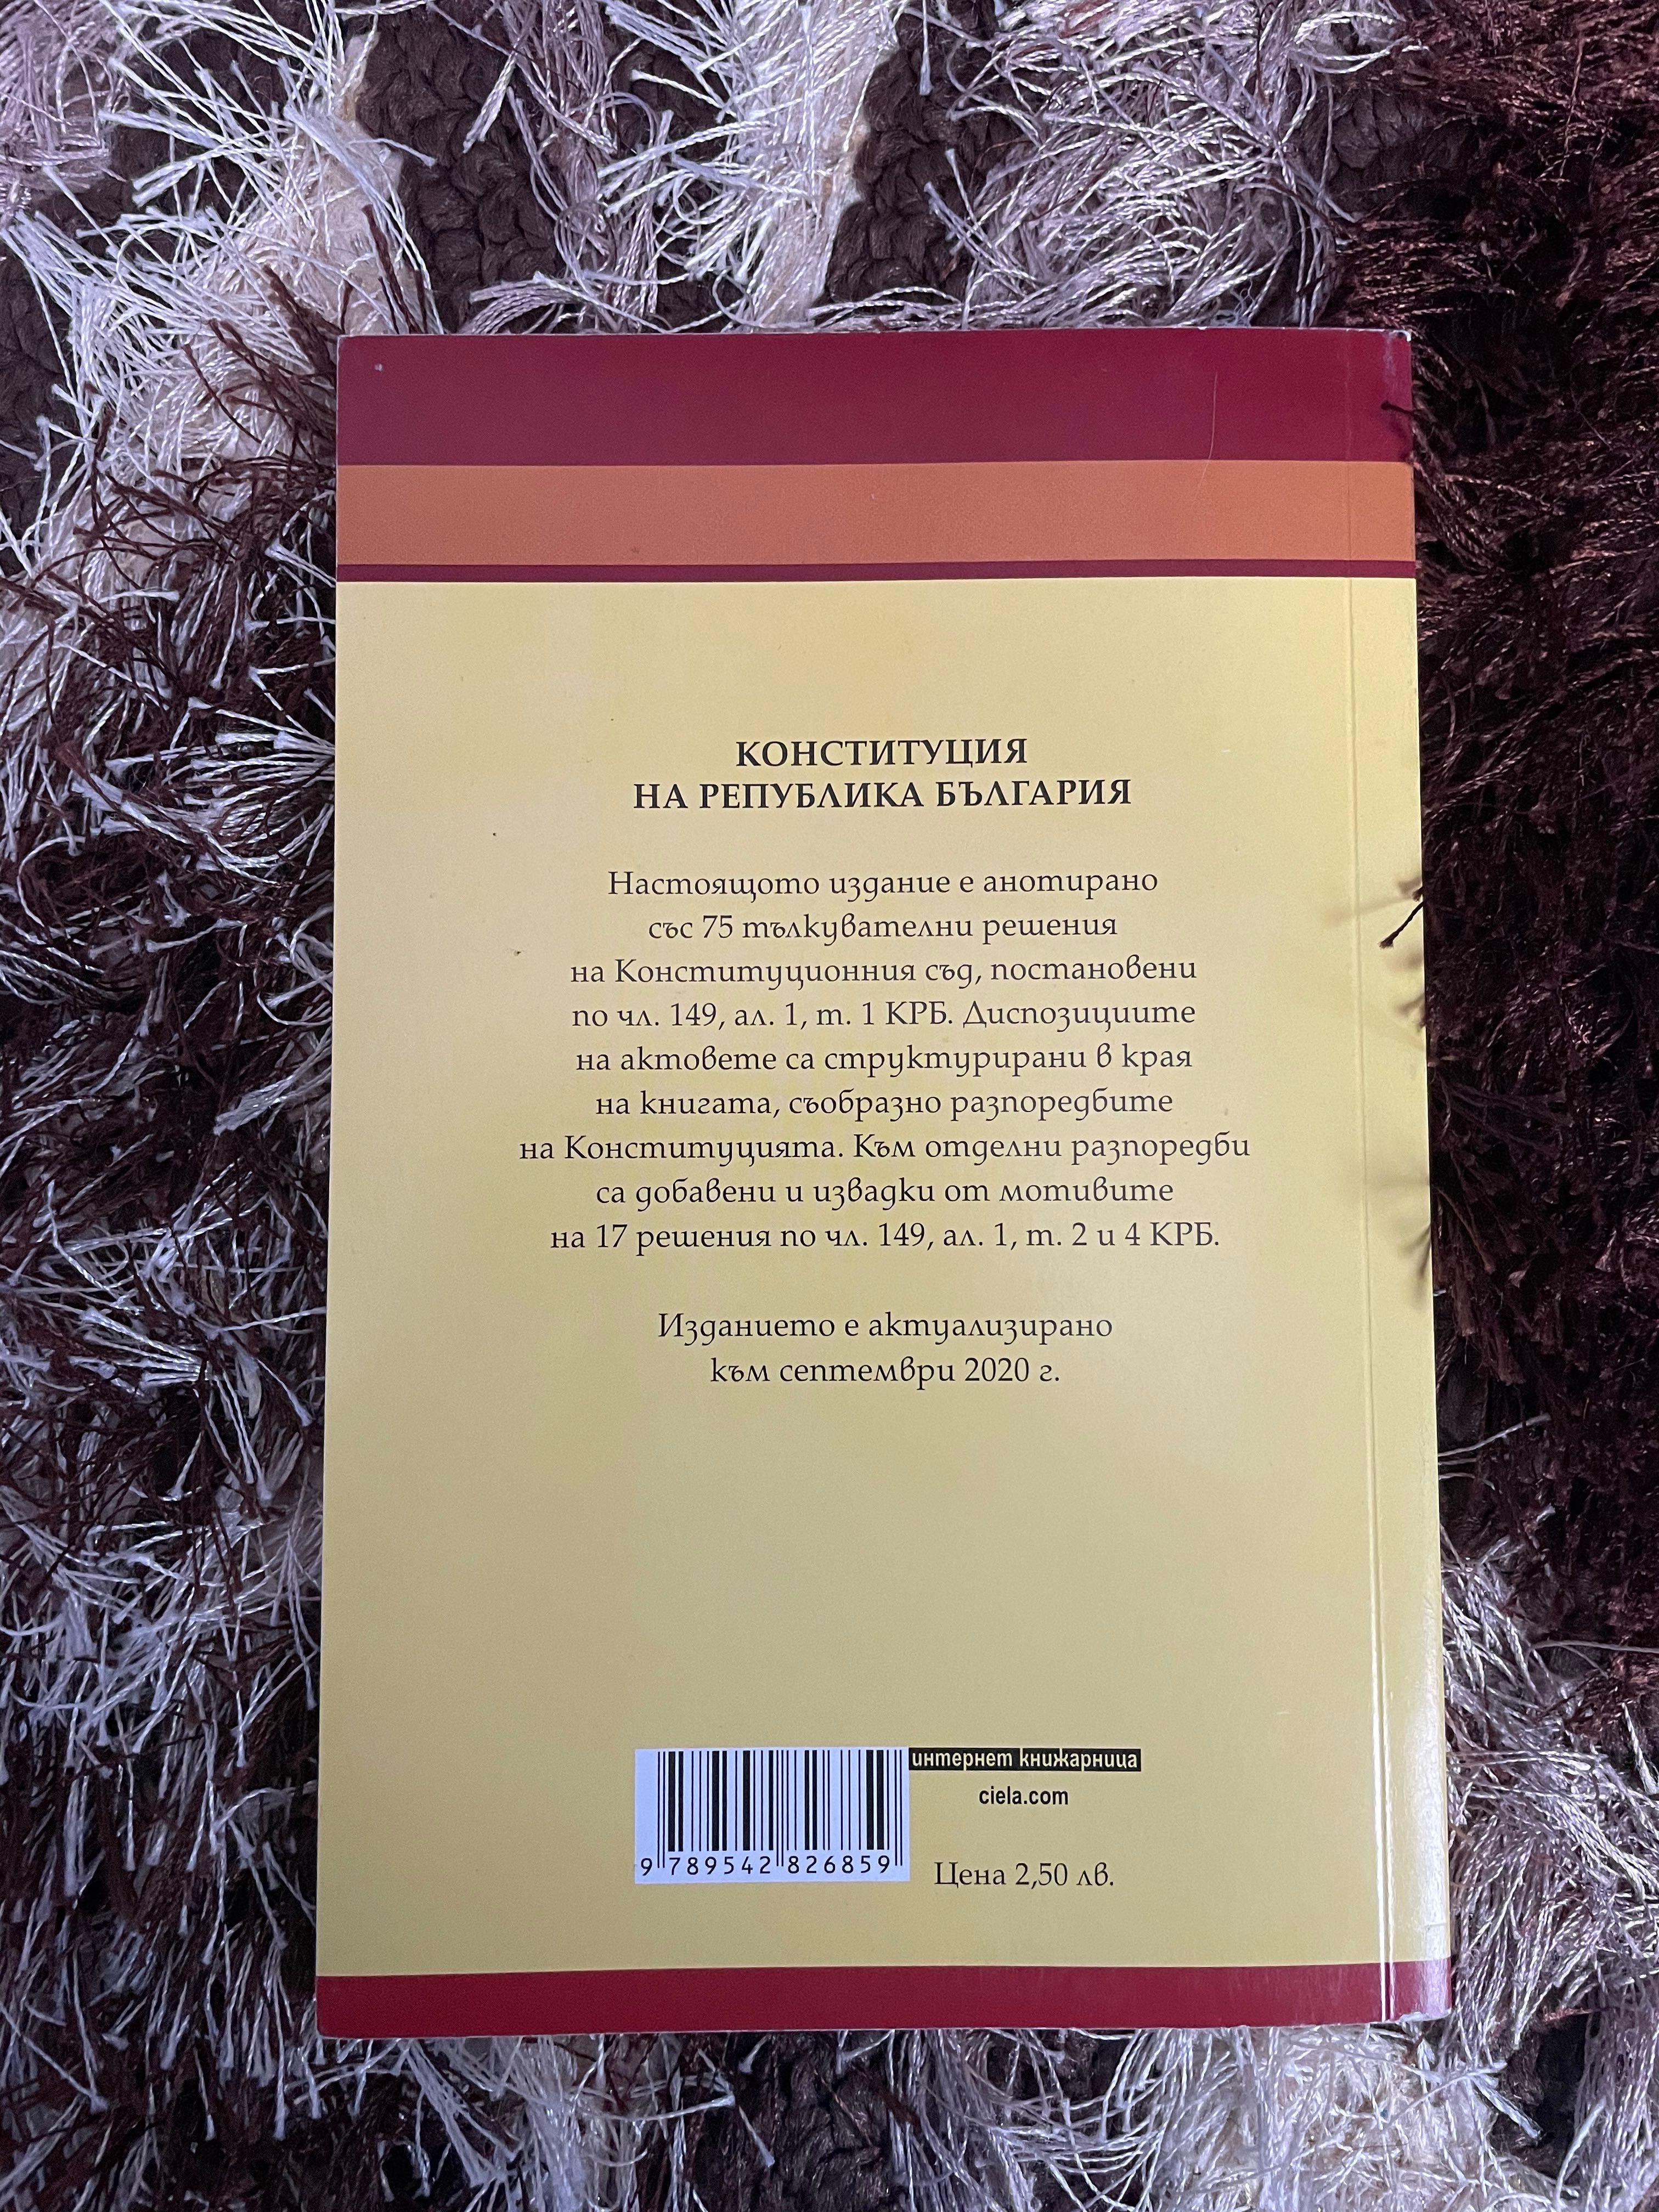 КОНСТИТУЦИЯ
НА РЕПУБЛИКА БЪЛГАРИЯ
Настоящото издание е анотирано
със 75 тълкувателни решения
на Конституционния съд, постановени
по чл. 149, ал. 1, т. 1 КРБ. Диспозициите
на актовете са структурирани в края
на книгата, съобразно разпоредбите
на Конституцията. Към отделни разпоредби
са добавени и извадки от мотивите
на 17 решения по чл. 149, ал. 1, т. 2 и 4 КРБ.
Изданието е актуализирано
към септември 2020 г.
интернет книжарница
ciela.com
9 789542 826859
Цена 2,50 лв.